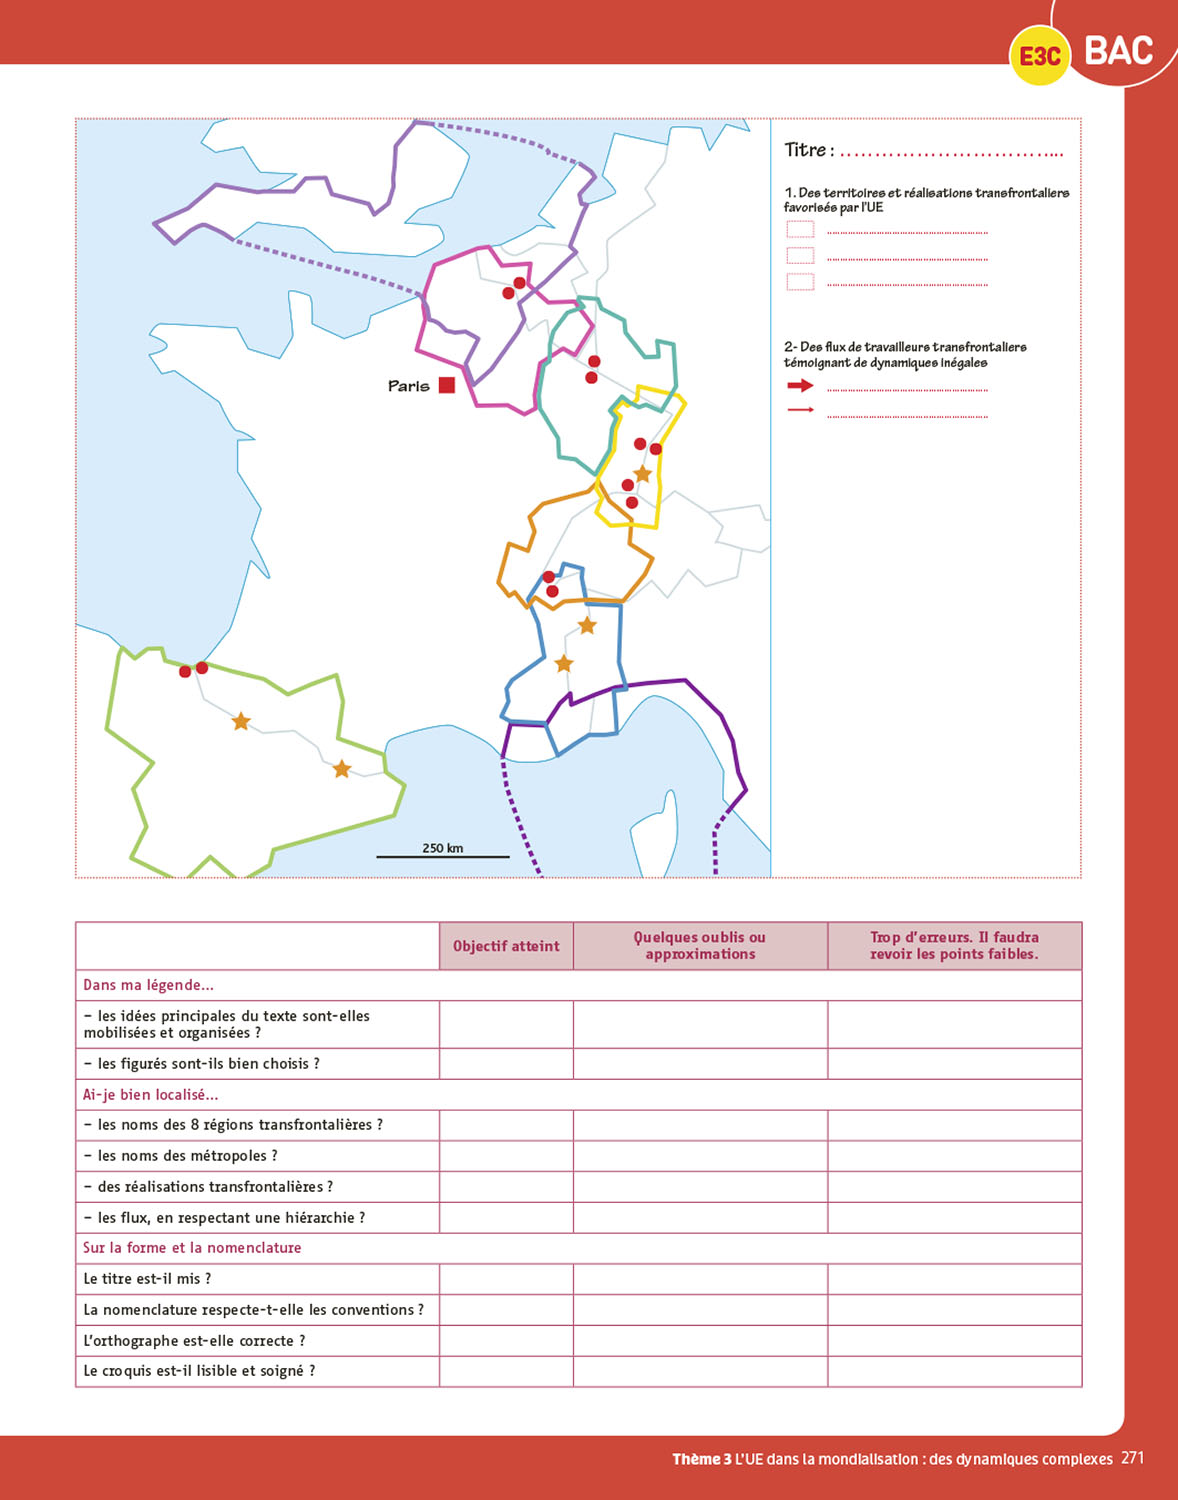 E3C
BAC
Titre : ................................
1. Des territoires et réalisations transfrontaliers
favorisés par l'UE
2- Des flux de travailleurs transfrontaliers
témoignant de dynamiques inégales
Paris
250 km
Objectif atteint
Quelques oublis ou
approximations
Trop d'erreurs. Il faudra
revoir les points faibles.
Dans ma légende...
– les idées principales du texte sont-elles
mobilisées et organisées ?
– les figurés sont-ils bien choisis ?
Ai-je bien localisé...
– les noms des 8 régions transfrontalières ?
– les noms des métropoles ?
– des réalisations transfrontalières ?
– les flux, en respectant une hiérarchie ?
Sur la forme et la nomenclature
Le titre est-il mis ?
La nomenclature respecte-t-elle les conventions ?
L'orthographe est-elle correcte ?
Le croquis est-il lisible et soigné ?
Thème 3 L'UE dans la mondialisation : des dynamiques complexes 271